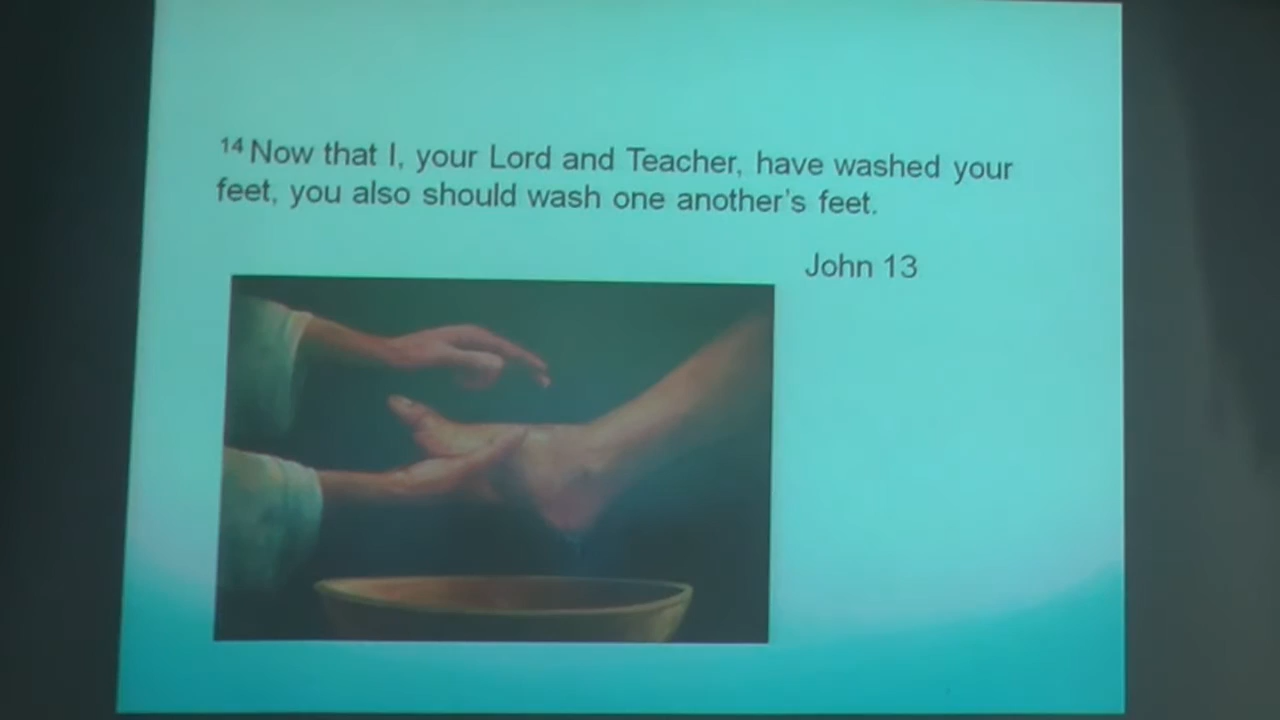 14 Now that I, your Lord and Teacher, have washed your
feet, you also should wash one another's feet.
John 13